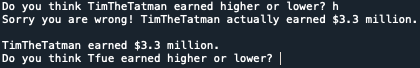 Do you think TimTheTatman earned higher or lower? h
Sorry you are wrong! TimTheTatman actually earned $3.3 million.
TimTheTatman earned $3.3 million.
Do you think Tfue earned higher or lower?